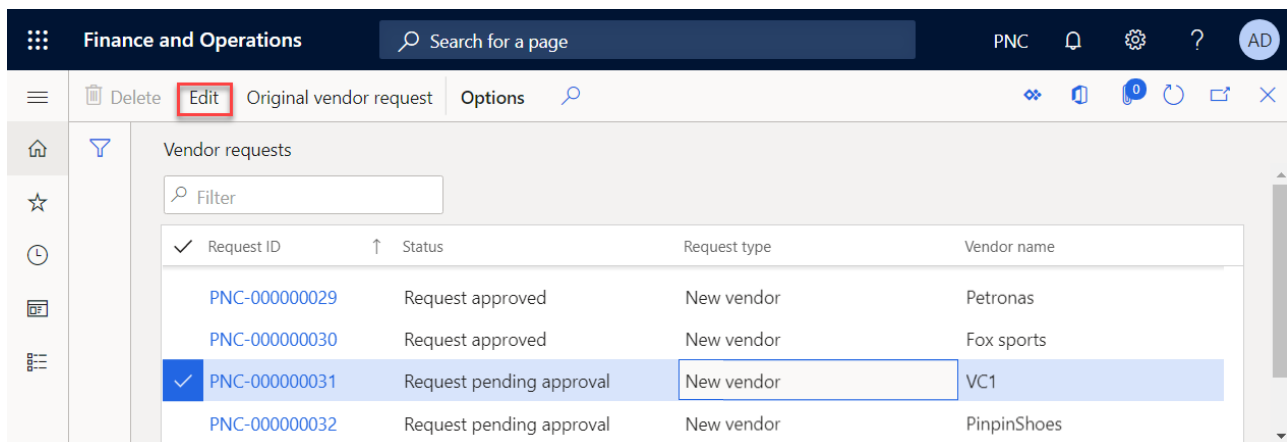 Finance and Operations Search for a page PNC ? AD
Delete Edit Original vendor request Options 0
Vendor requests
Filter
Request ID ↑ Status Request type Vendor name
PNC-000000029 Request approved New vendor Petronas
PNC-000000030 Request approved New vendor Fox sports
PNC-000000031 Request pending approval New vendor VC1
PNC-000000032 Request pending approval New vendor PinpinShoes